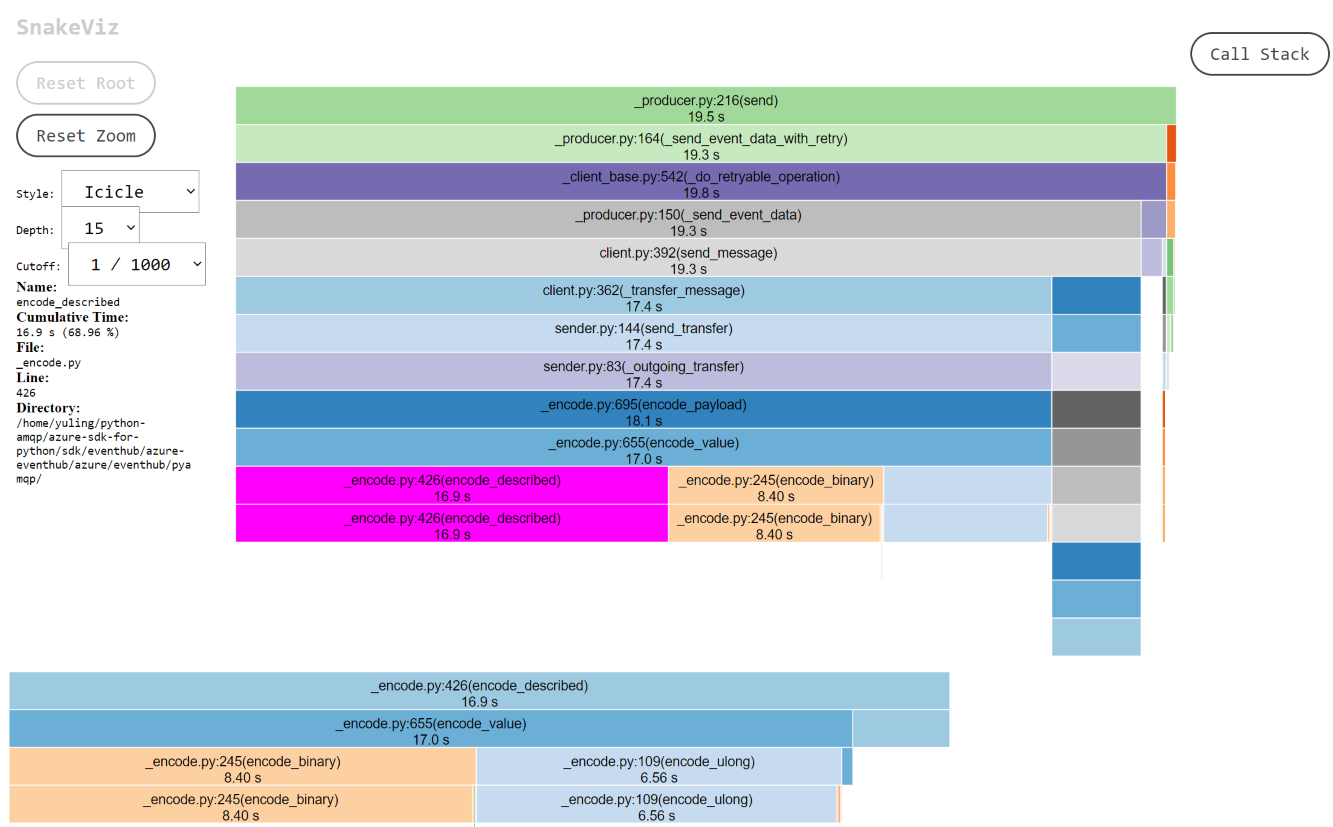 SnakeViz
Reset Root
Reset Zoom
Call Stack
Style: Icicle
Depth: 15
Cutoff: 1 / 1000
Name:
encode_described
Cumulative Time:
16.9 s (68.96 %)
File:
_encode.py
Line:
426
Directory:
/home/yuling/python-
amqp/azure-sdk-for-
python/sdk/eventhub/azure-
eventhub/azure/eventhub/pya
mqp/
_producer.py:216(send)
19.5 s
_producer.py:164(_send_event_data_with_retry)
19.3 s
_client_base.py:542(_do_retryable_operation)
19.8 s
_producer.py:150(_send_event_data)
19.3 s
client.py:392(send_message)
19.3 s
client.py:362(_transfer_message)
17.4 s
sender.py:144(send_transfer)
17.4 s
sender.py:83(_outgoing_transfer)
17.4 s
_encode.py:695(encode_payload)
18.1 s
_encode.py:655(encode_value)
17.0 s
_encode.py:426(encode_described) _encode.py:245(encode_binary)
16.9 s 8.40 s
_encode.py:426(encode_described) _encode.py:245(encode_binary)
16.9 s 8.40 s
_encode.py:426(encode_described)
16.9 s
_encode.py:655(encode_value)
17.0 s
_encode.py:245(encode_binary) _encode.py:109(encode_ulong)
8.40 s 6.56 s
_encode.py:245(encode_binary) _encode.py:109(encode_ulong)
8.40 s 6.56 s